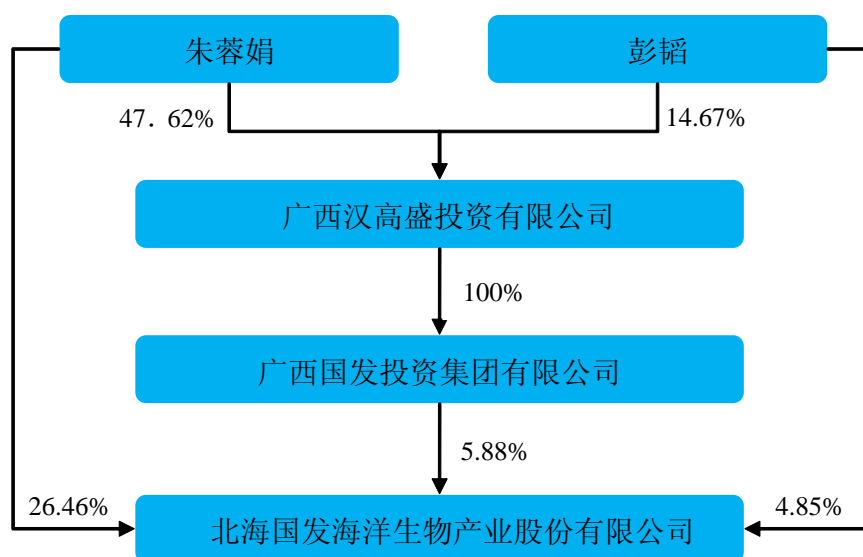 朱蓉娟
彭韬
47. 62%
14.67%
广西汉高盛投资有限公司
100%
广西国发投资集团有限公司
5.88%
26.46%
4.85%
北海国发海洋生物产业股份有限公司